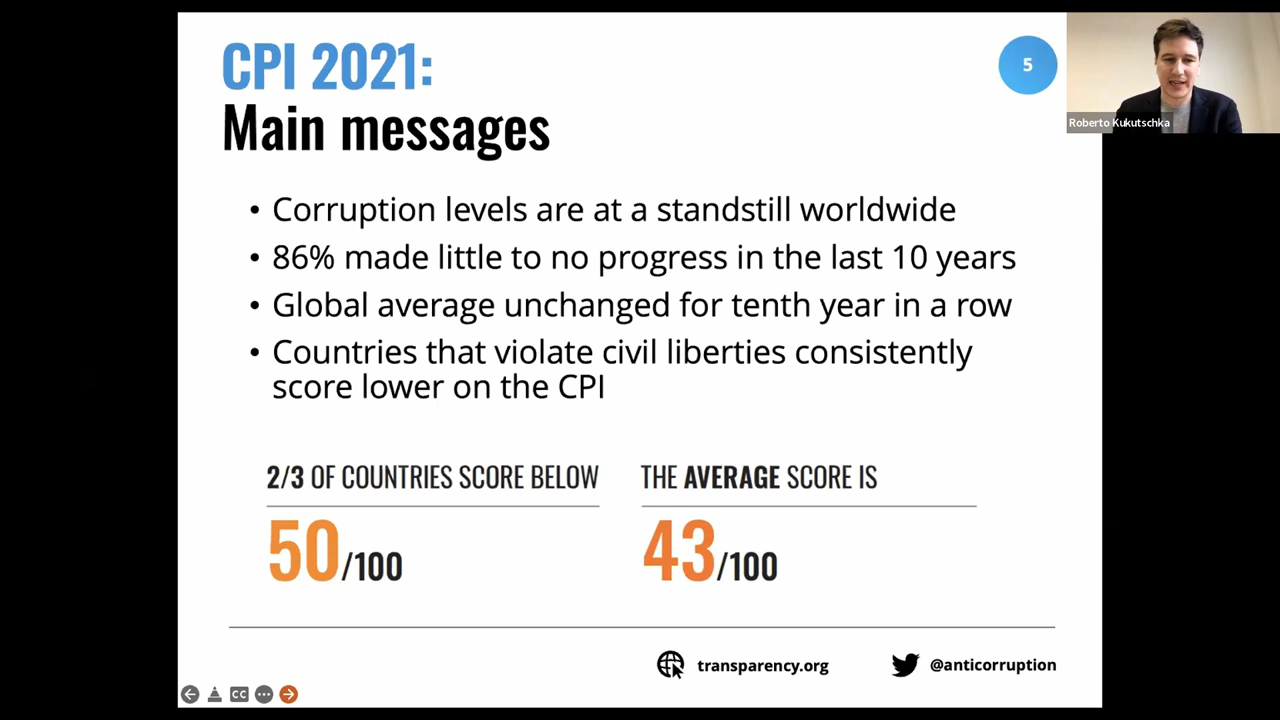 CPI 2021:
Main messages
5
Roberto Kukutschka
• Corruption levels are at a standstill worldwide
• 86% made little to no progress in the last 10 years
• Global average unchanged for tenth year in a row
• Countries that violate civil liberties consistently
score lower on the CPI
2/3 OF COUNTRIES SCORE BELOW
50/100
THE AVERAGE SCORE IS
43/100
transparency.org
@anticorruption
CC